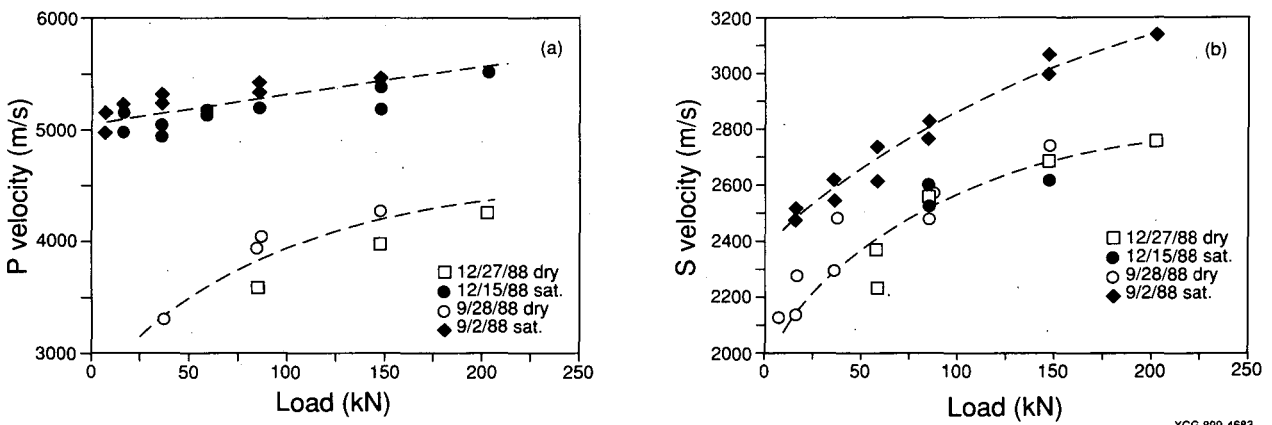 6000
5000
4000
3000
P velocity (m/s)
(a)
12/27/88 dry
12/15/88 sat.
9/28/88 dry
9/2/88 sat.
0 50 100 150 200 250
Load (kN)
3200
3000
2800
2600
2400
2200
2000
S velocity (m/s)
(b)
12/27/88 dry
12/15/88 sat.
9/28/88 dry
9/2/88 sat.
0 50 100 150 200 250
Load (kN)